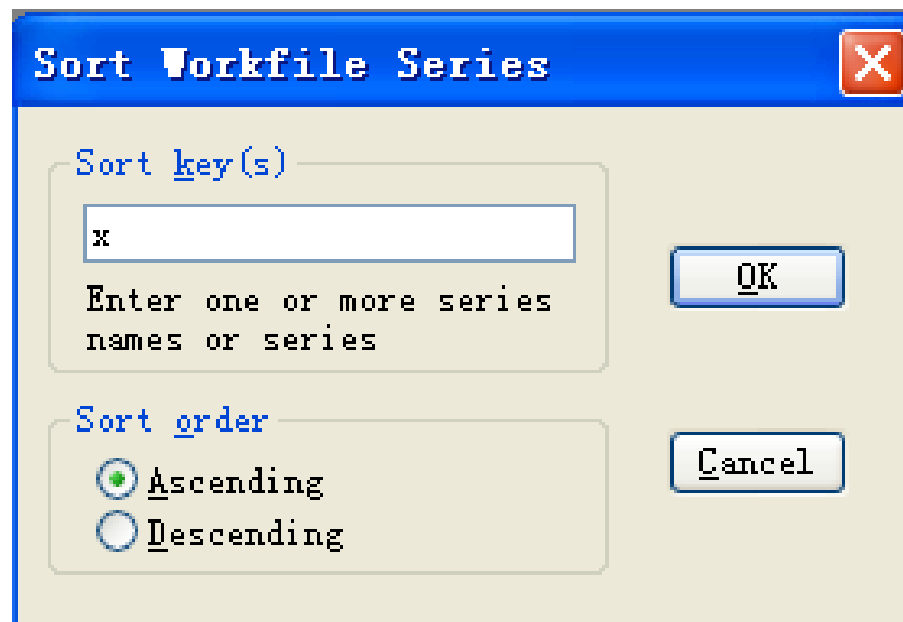 Sort Workfile Series
Sort key(s)
x
Enter one or more series
names or series
OK
Sort order
Ascending
Descending
Cancel